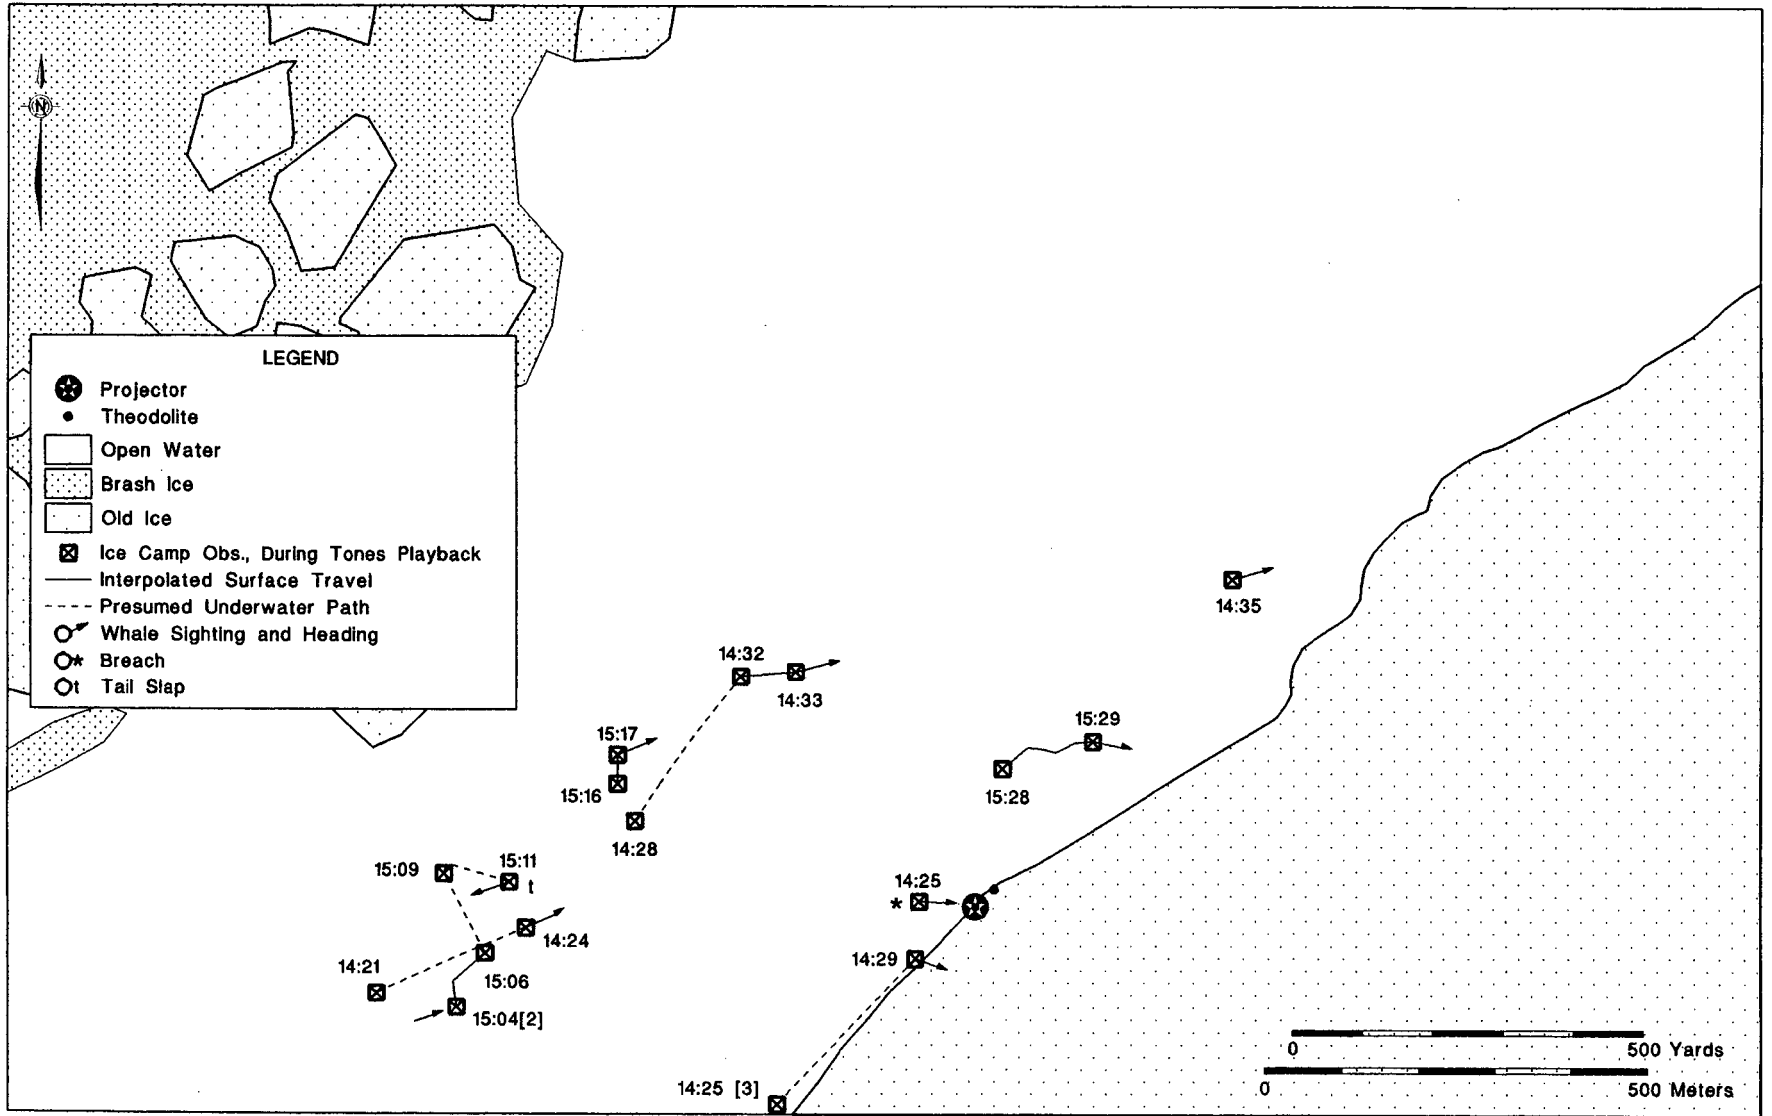 N
LEGEND
Projector
Theodolite
Open Water
Brash Ice
Old Ice
Ice Camp Obs., During Tones Playback
Interpolated Surface Travel
Presumed Underwater Path
Whale Sighting and Heading
* Breach
t Tail Slap
14:35
14:32
14:33
15:17
15:29
15:16
15:28
14:28
15:09
15:11
t
14:25
*
14:24
14:29
14:21
15:06
15:04[2]
14:25 [3]
0 500 Yards
0 500 Meters